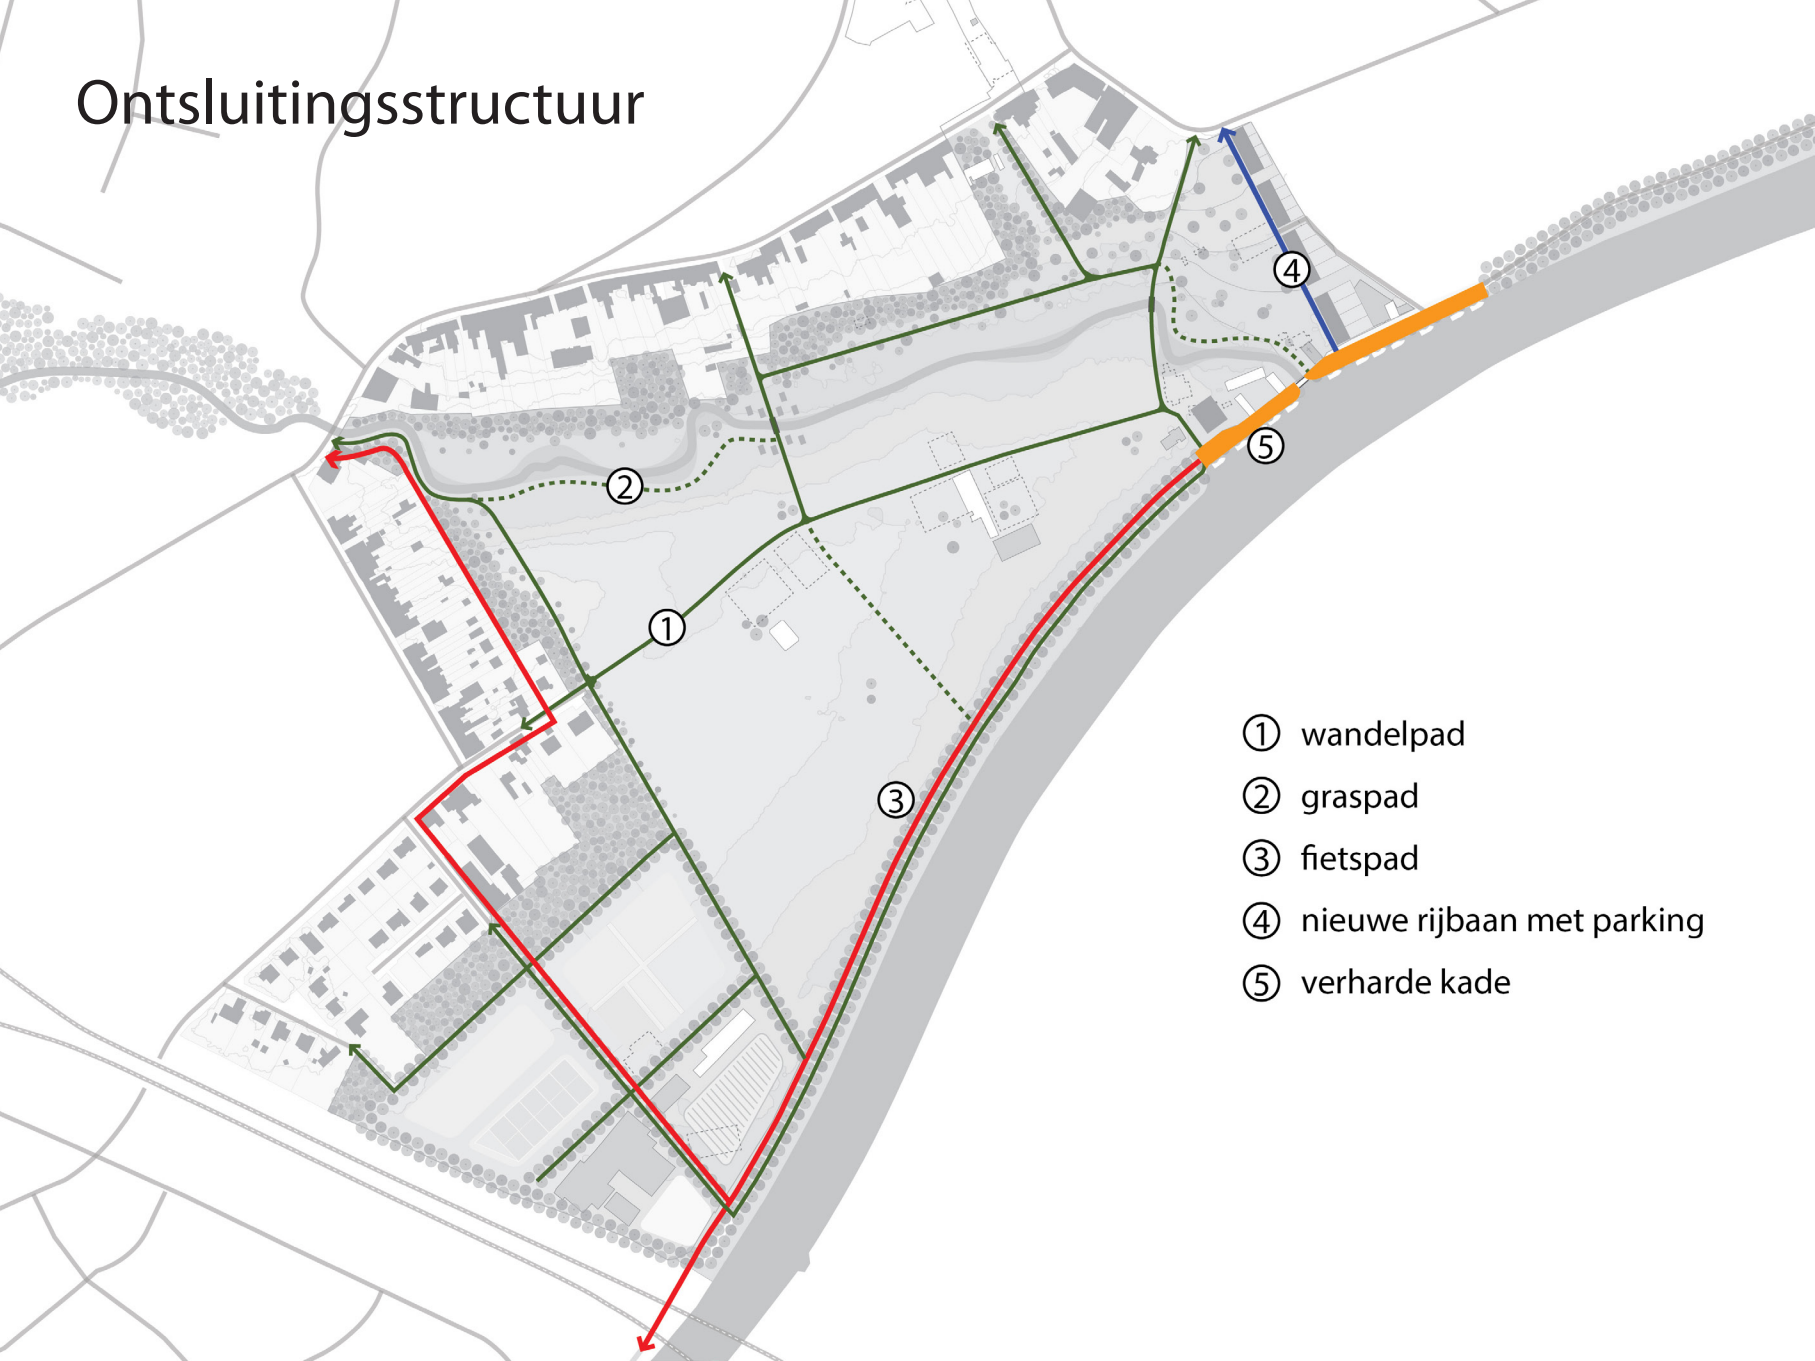 Ontsluitingsstructuur
4
5
2
1
3
1 wandelpad
2 graspad
3 fietspad
4 nieuwe rijbaan met parking
5 verharde kade